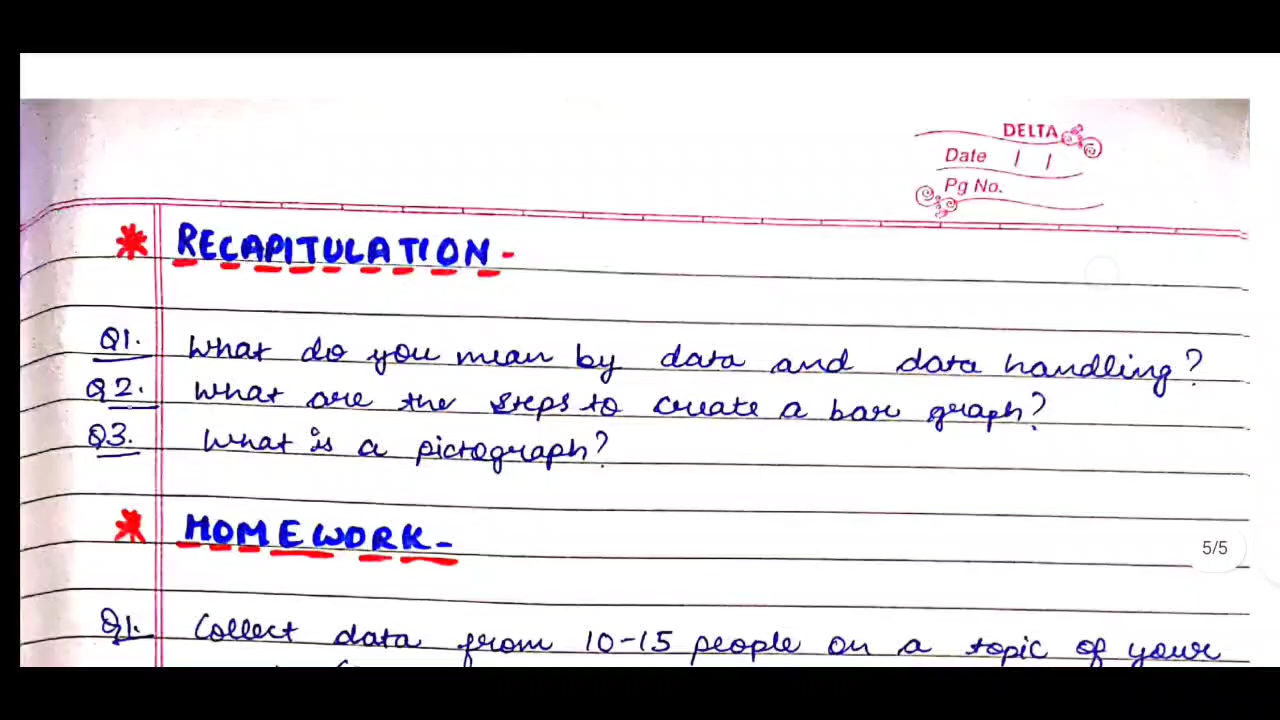 DELTA
Date / /
Pg No.
* RECAPITULATION -
Q1. What do you mean by data and data handling?
Q2. What are the steps to create a bar graph?
Q3. What is a pictograph?
* HOMEWORK -
5/5
Q1. Collect data from 10-15 people on a topic of your